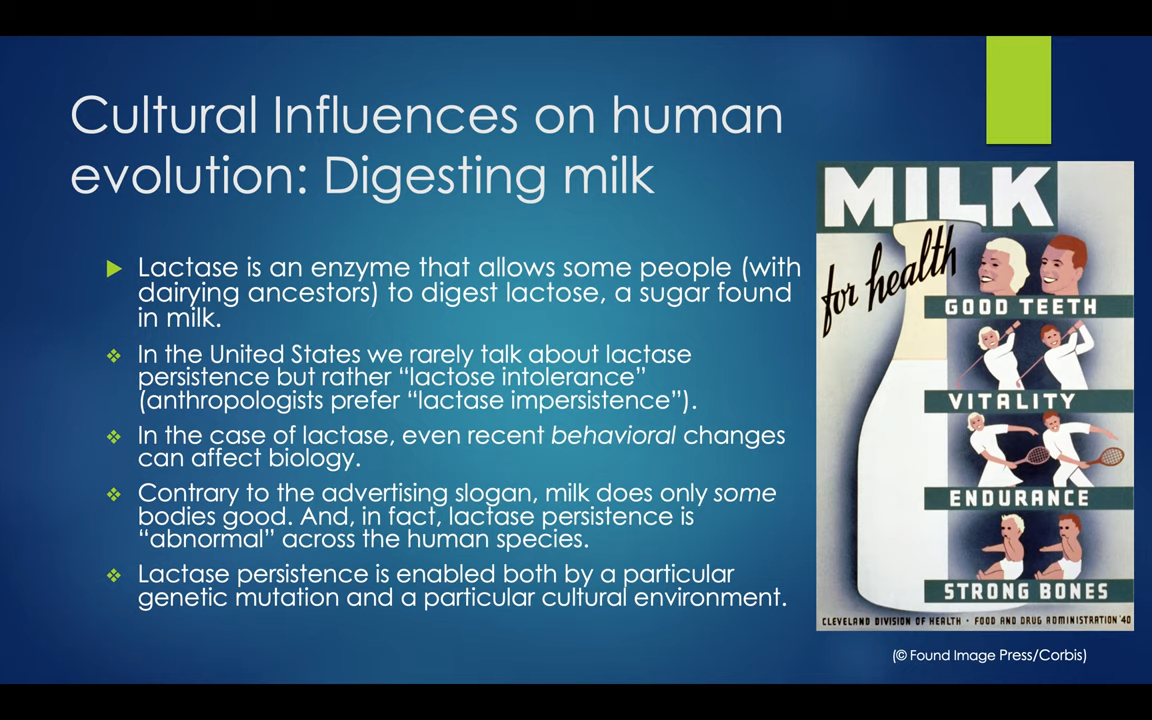 Cultural Influences on human
evolution: Digesting milk
Lactase is an enzyme that allows some people (with
dairying ancestors) to digest lactose, a sugar found
in milk.
In the United States we rarely talk about lactase
persistence but rather “lactose intolerance”
(anthropologists prefer “lactase impersistence”).
In the case of lactase, even recent behavioral changes
can affect biology.
Contrary to the advertising slogan, milk does only some
bodies good. And, in fact, lactase persistence is
“abnormal” across the human species.
Lactase persistence is enabled both by a particular
genetic mutation and a particular cultural environment.
MILK
for health
GOOD TEETH
VITALITY
ENDURANCE
STRONG BONES
CLEVELAND DIVISION OF HEALTH • FOOD AND DRUG ADMINISTRATION '40
(© Found Image Press/Corbis)